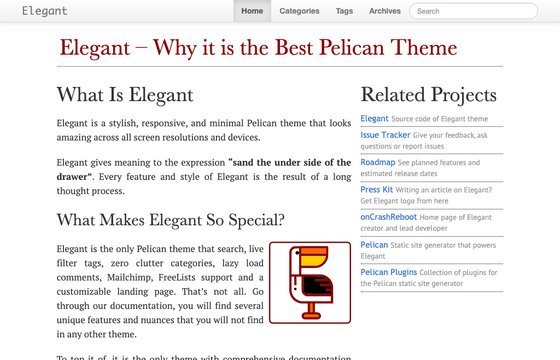 Elegant
Home Categories Tags Archives Search
Elegant – Why it is the Best Pelican Theme
What Is Elegant
Elegant is a stylish, responsive, and minimal Pelican theme that looks
amazing across all screen resolutions and devices.
Elegant gives meaning to the expression “sand the under side of the
drawer”. Every feature and style of Elegant is the result of a long
thought process.
What Makes Elegant So Special?
Elegant is the only Pelican theme that search, live
filter tags, zero clutter categories, lazy load
comments, Mailchimp, FreeLists support and a
customizable landing page. That’s not all. Go
through our documentation, you will find several
unique features and nuances that you will not find
in any other theme.
To top it of, it is the only theme with comprehensive documentation
Related Projects
Elegant Source code of Elegant theme
Issue Tracker Give your feedback, ask
questions or report issues
Roadmap See planned features and
estimated release dates
Press Kit Writing an article on Elegant?
Get Elegant logo from here
onCrashReboot Home page of Elegant
creator and lead developer
Pelican Static site generator that powers
Elegant
Pelican Plugins Collection of plugins for
the Pelican static site generator